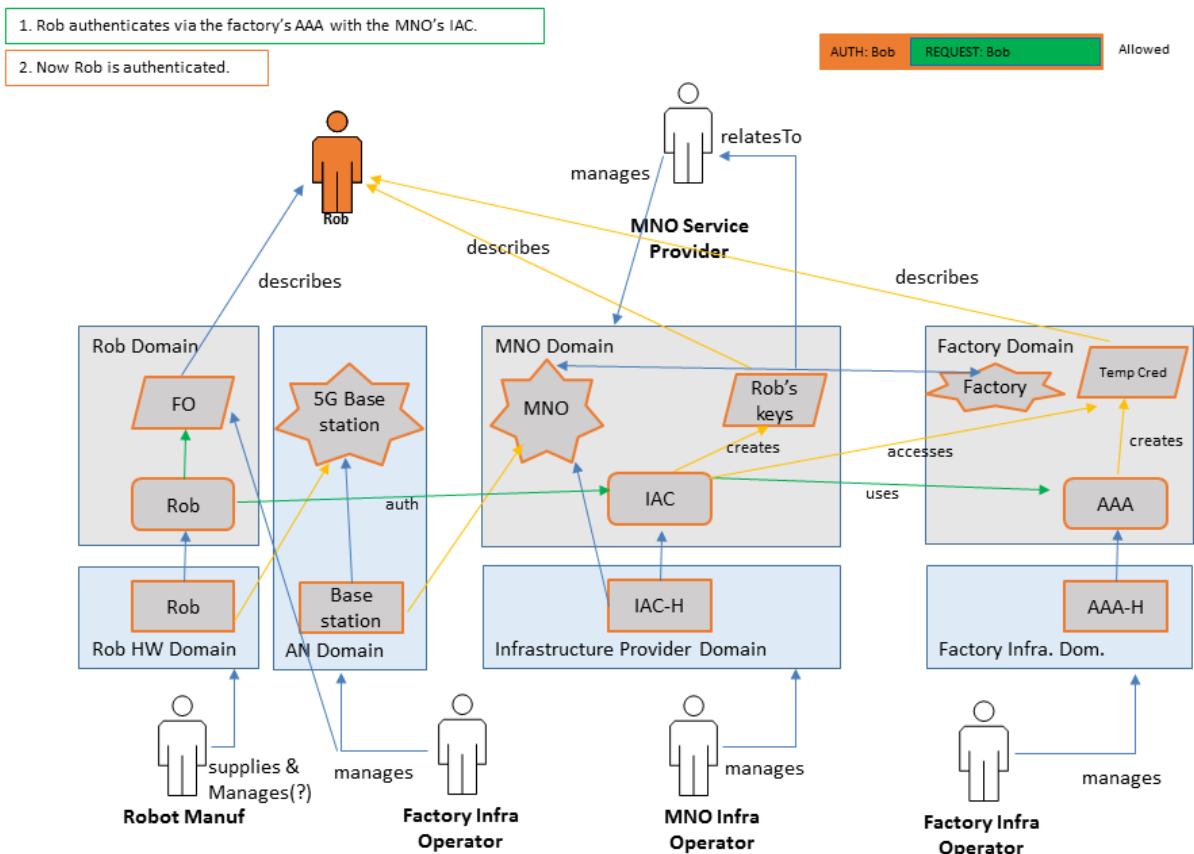 1. Rob authenticates via the factory's AAA with the MNO's IAC.
2. Now Rob is authenticated.
AUTH: Bob
REQUEST: Bob
Allowed
relatesTo
manages
Rob
MNO Service
Provider
describes
describes
describes
Rob Domain
MNO Domain
Factory Domain
FO
5G Base
station
MNO
Rob's
keys
Factory
Temp Cred
creates
accesses
creates
Rob
auth
IAC
uses
AAA
Rob
Base
station
IAC-H
AAA-H
Rob HW Domain
AN Domain
Infrastructure Provider Domain
Factory Infra. Dom.
supplies &
Manages(?)
manages
manages
manages
Robot Manuf
Factory Infra
Operator
MNO Infra
Operator
Factory Infra
Operator